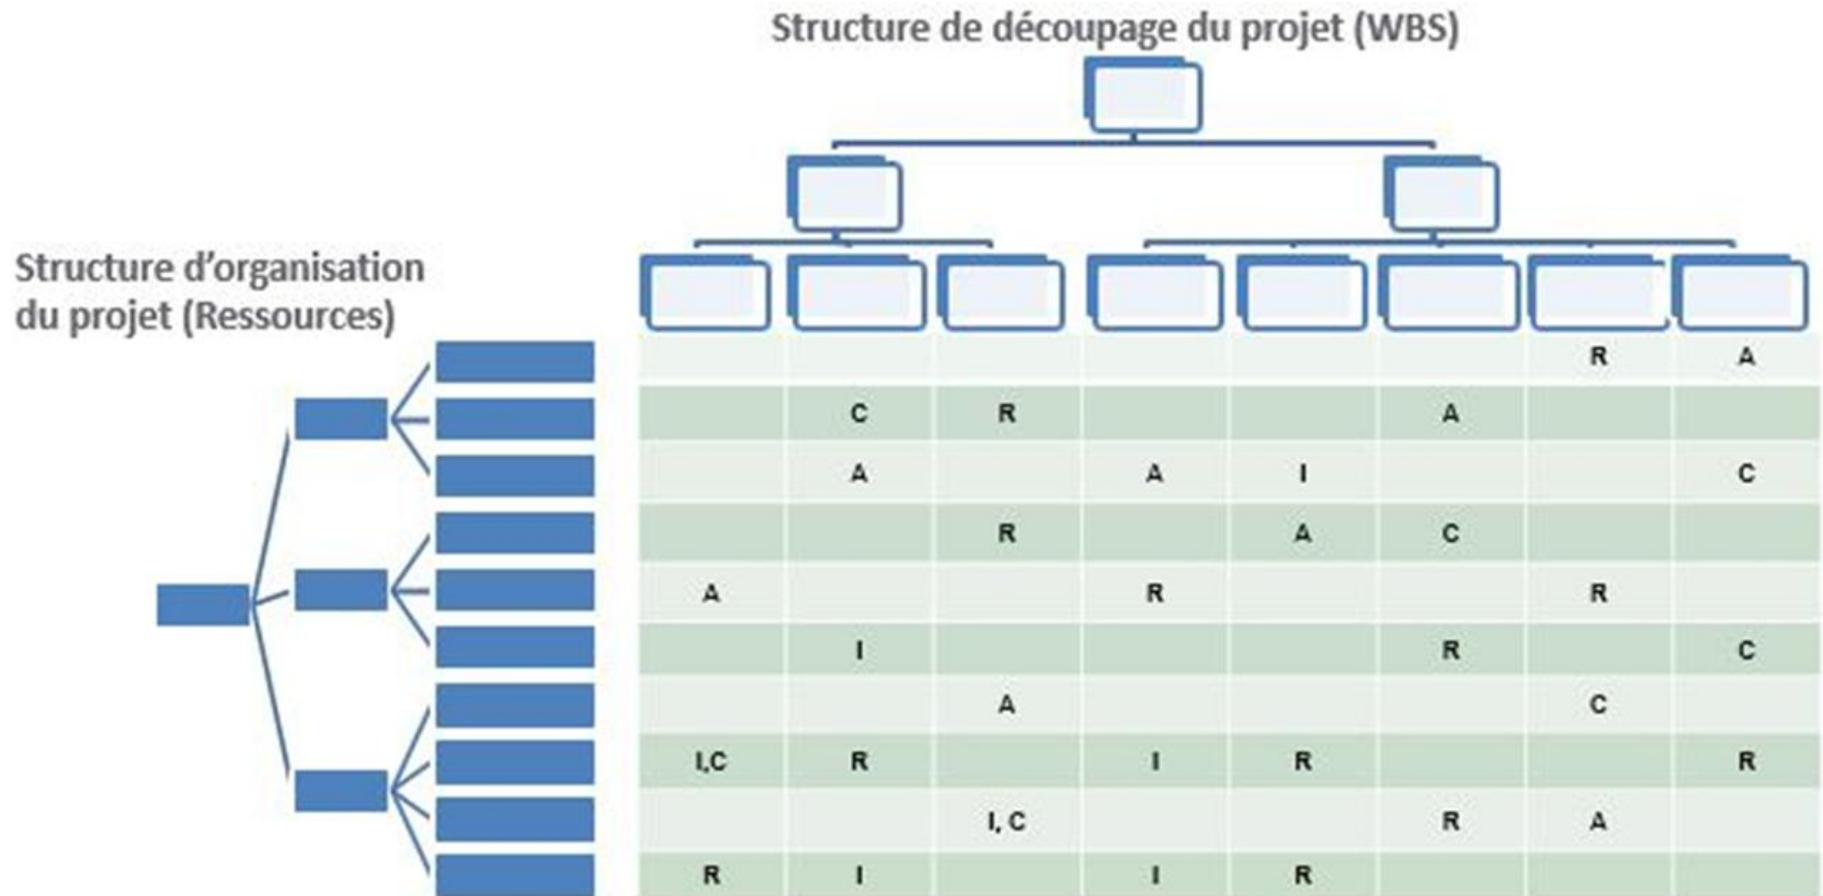 Structure de découpage du projet (WBS)
Structure d’organisation
du projet (Ressources)
R A
C R A
A A I C
R A C
A R R
I R C
A C
I,C R I R R
I, C R A
R I I R